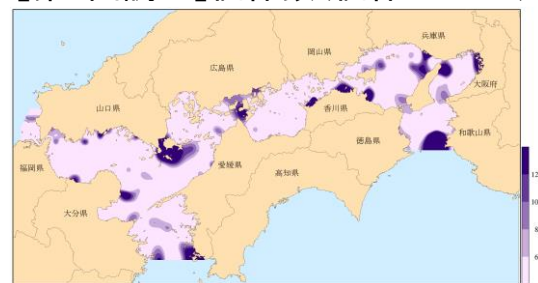 兵庫県
岡山県
広島県
大阪府
山口県
香川県
和歌山県
徳島県
福岡県
愛媛県
高知県
大分県
12
10
8
6